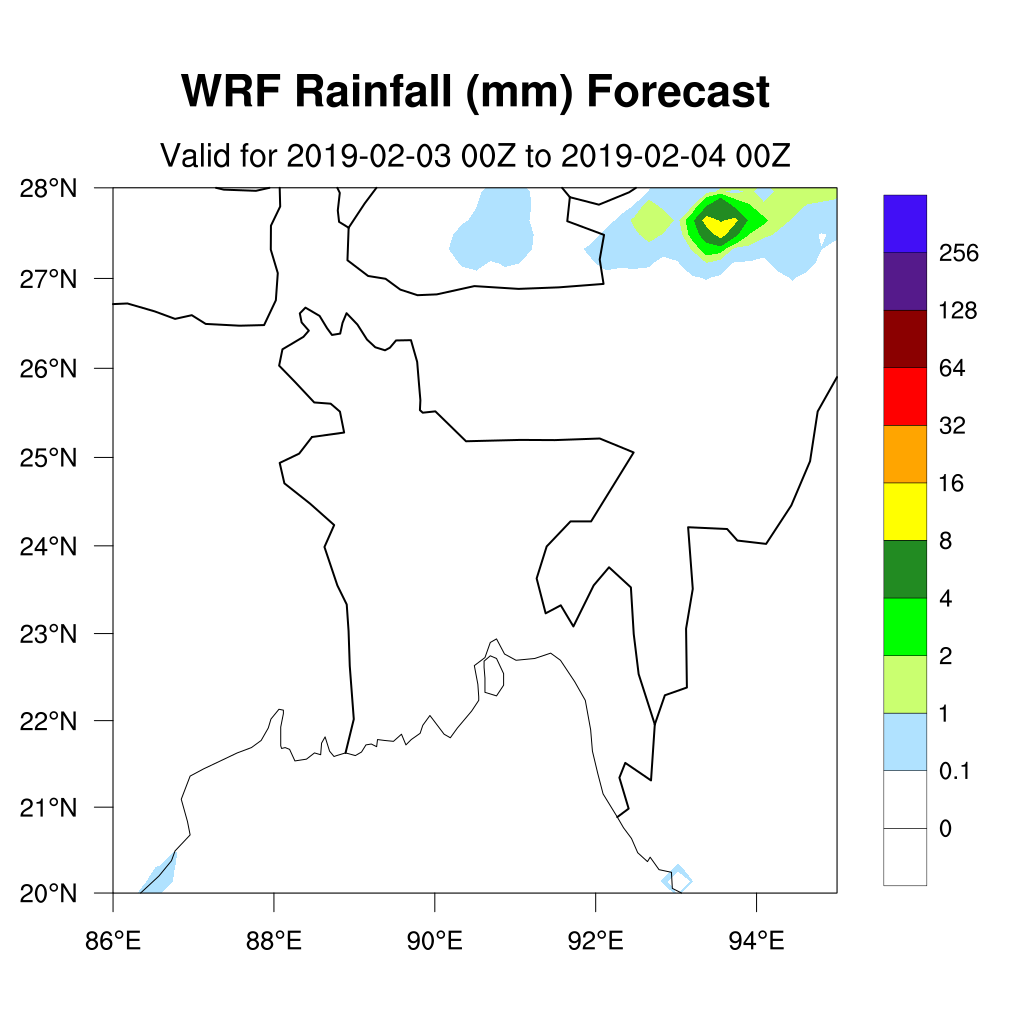 WRF Rainfall (mm) Forecast
Valid for 2019-02-03 00Z to 2019-02-04 00Z
28°N
27°N
26°N
25°N
24°N
23°N
22°N
21°N
20°N
86°E 88°E 90°E 92°E 94°E
256
128
64
32
16
8
4
2
1
0.1
0